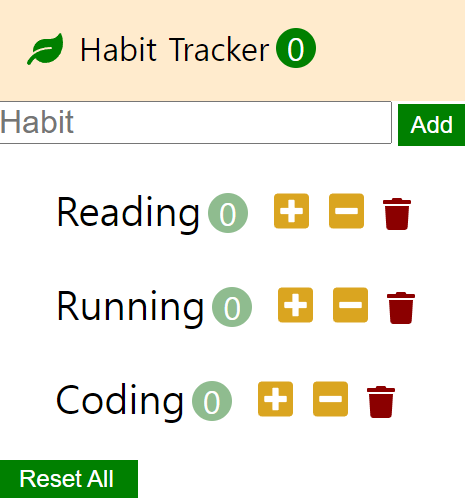 Habit Tracker 0
Habit Add
Reading 0
Running 0
Coding 0
Reset All